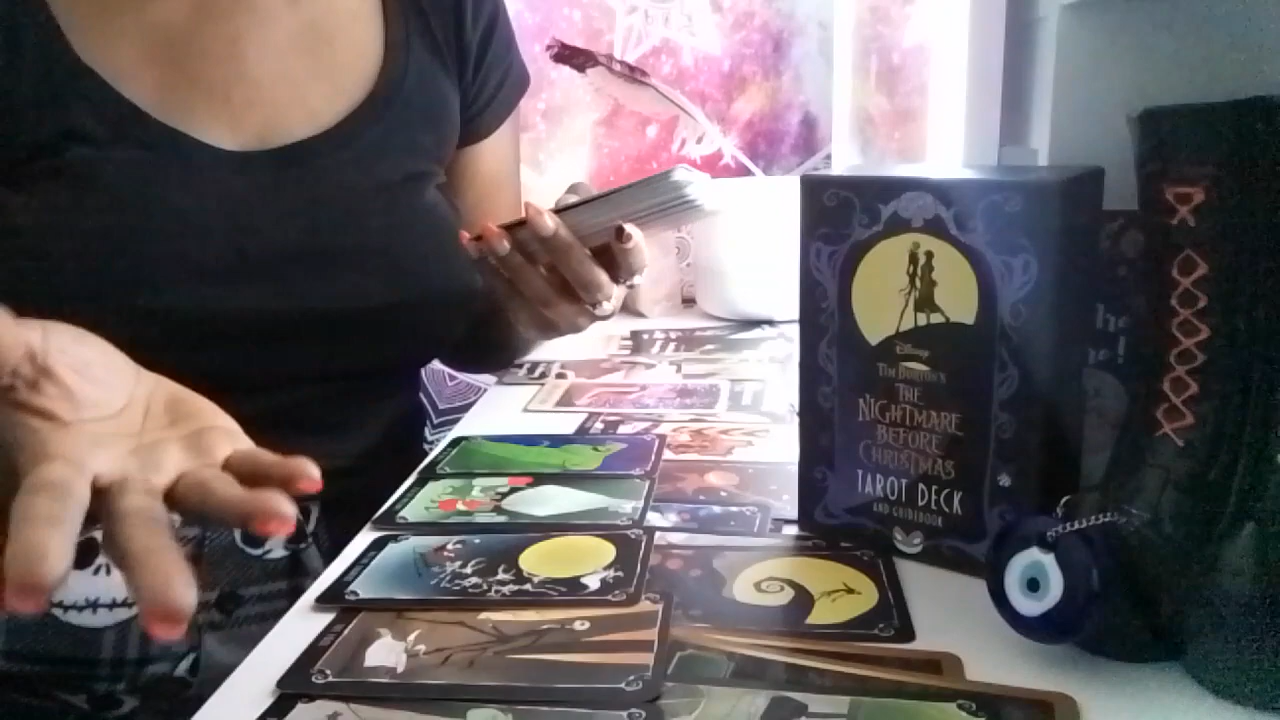 Disney
TIM BURTON'S
THE
NIGHTMARE
BEFORE
CHRISTMAS
TAROT DECK
AND GUIDEBOOK